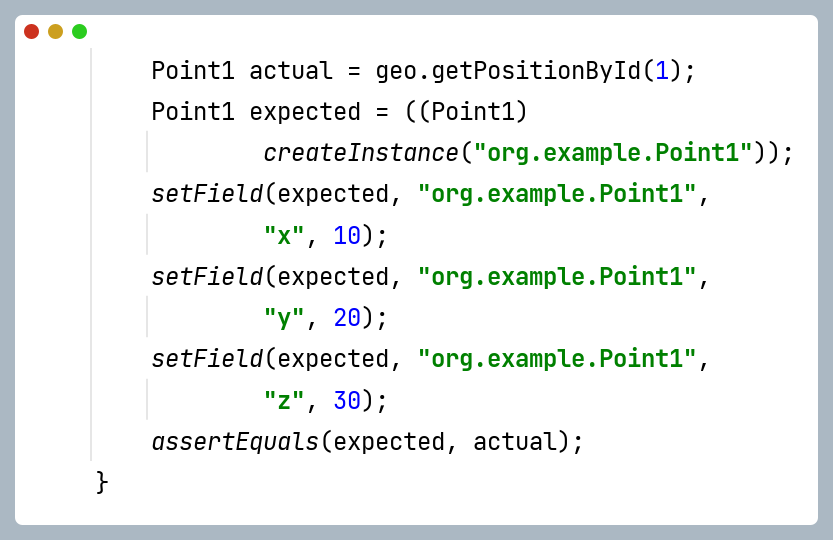 Point1 actual = geo.getPositionById(1);
Point1 expected = ((Point1)
createInstance("org.example.Point1"));
setField(expected, "org.example.Point1",
"x", 10);
setField(expected, "org.example.Point1",
"y", 20);
setField(expected, "org.example.Point1",
"z", 30);
assertEquals(expected, actual);
}